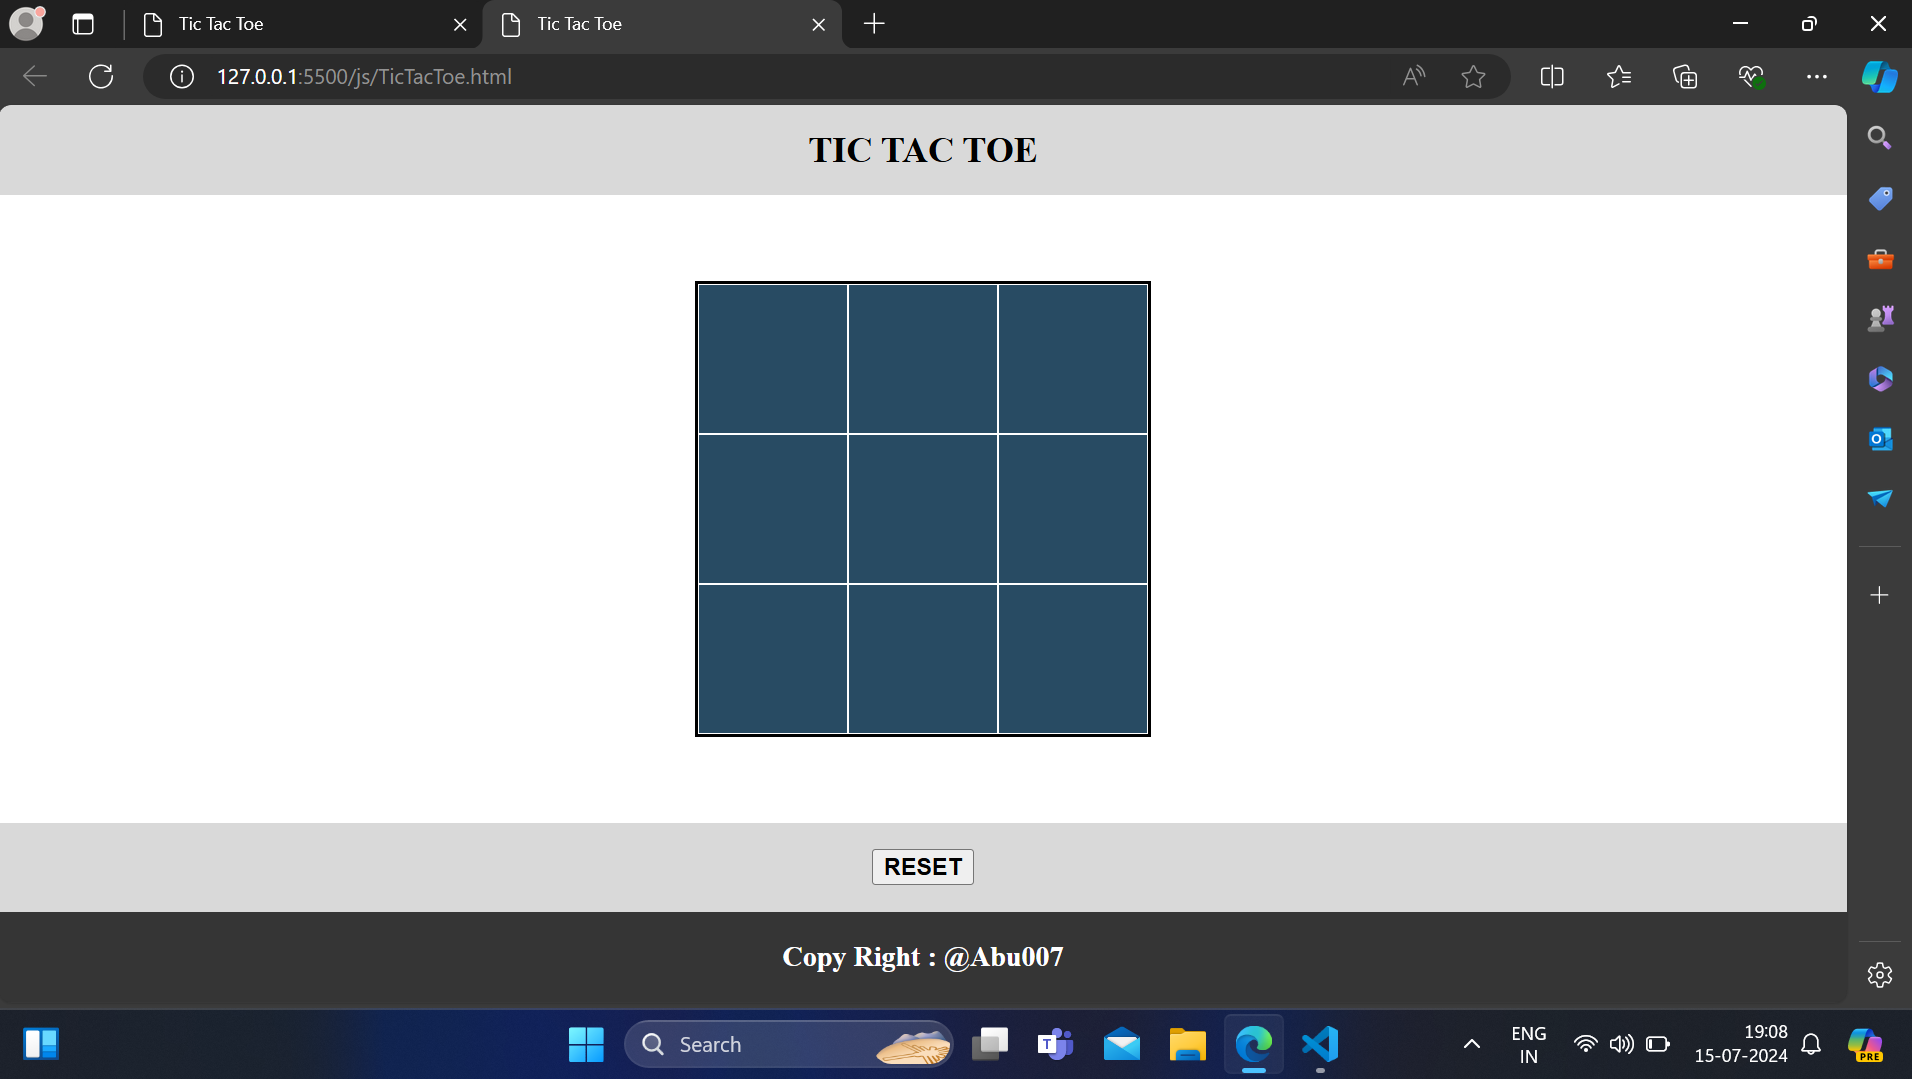 Tic Tac Toe
Tic Tac Toe
127.0.0.1:5500/js/TicTacToe.html
TIC TAC TOE
RESET
Copy Right : @Abu007
Search
ENG
IN
19:08
15-07-2024
PRE